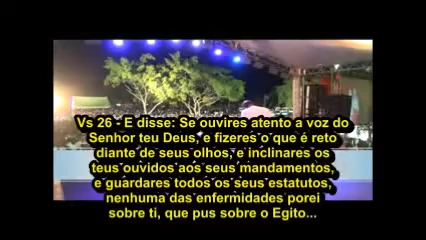 Vs 26 - E disse: Se ouvires atento a voz do
Senhor teu Deus, e fizeres o que é reto
diante de seus olhos, e inclinares os
teus ouvidos aos seus mandamentos,
e guardares todos os seus estatutos,
nenhuma das enfermidades porei
sobre ti, que pus sobre o Egito...